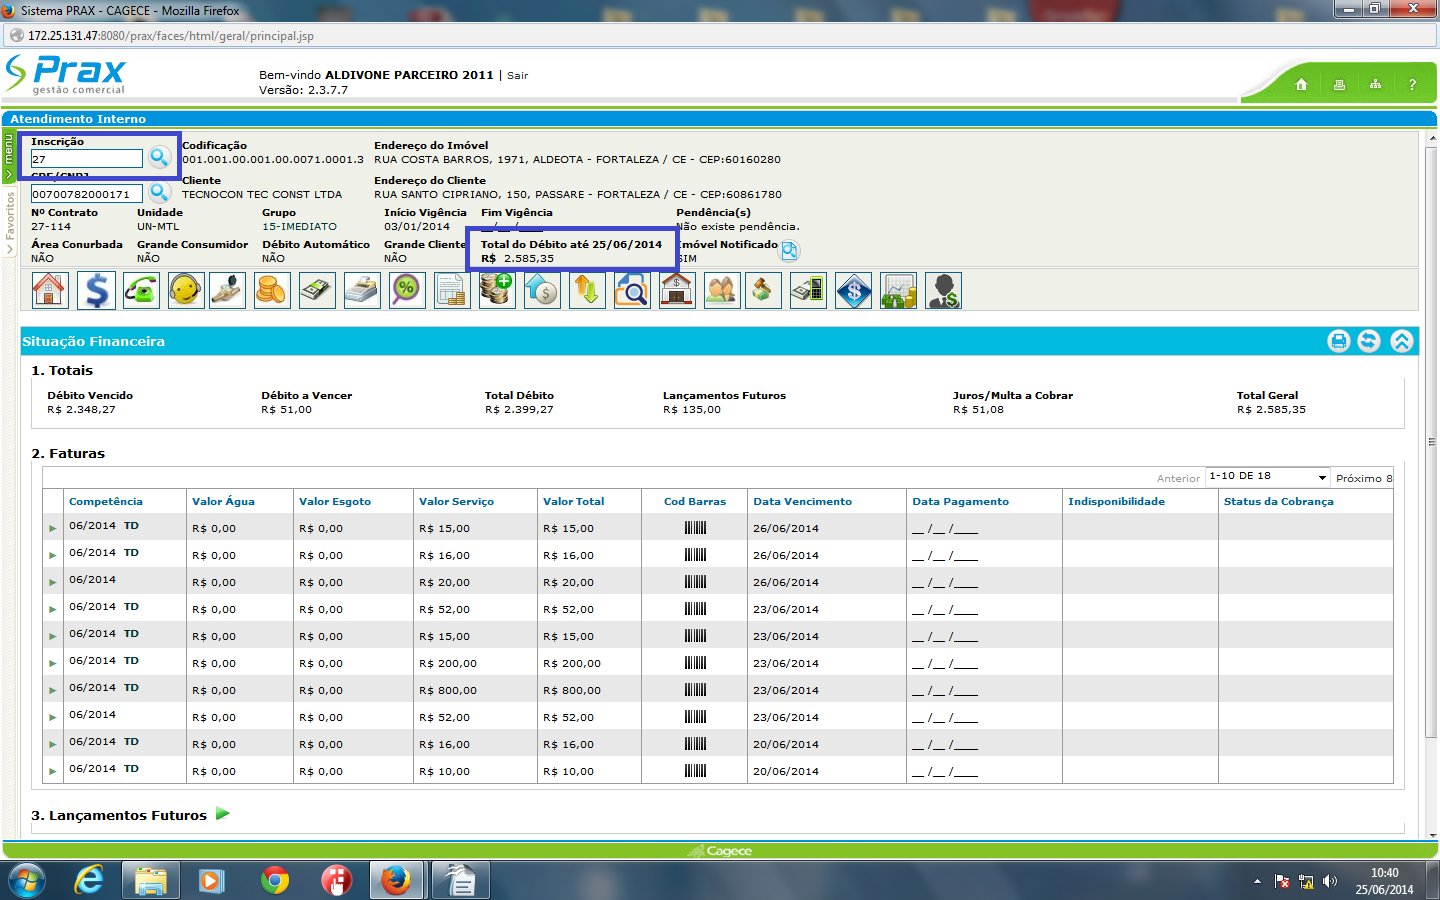 Sistema PRAX - CAGECE - Mozilla Firefox
172.25.131.47:8080/prax/faces/html/geral/principal.jsp
Prax
gestão comercial
Bem-vindo ALDIVONE PARCEIRO 2011 | Sair
Versão: 2.3.7.7
?
Atendimento Interno
menu
Favoritos
Inscrição
27
Codificação
001.001.00.001.00.0071.0001.3
Endereço do Imóvel
RUA COSTA BARROS, 1971, ALDEOTA - FORTALEZA / CE - CEP:60160280
CPF/CNPJ
00700782000171
Cliente
TECNOCON TEC CONST LTDA
Endereço do Cliente
RUA SANTO CIPRIANO, 150, PASSARE - FORTALEZA / CE - CEP:60861780
Nº Contrato Unidade Grupo Início Vigência Fim Vigência Pendência(s)
27-114 UN-MTL 15-IMEDIATO 03/01/2014 __/__/____ Não existe pendência.
Área Conurbada Grande Consumidor Débito Automático Grande Cliente Total do Débito até 25/06/2014 Imóvel Notificado
NÃO NÃO NÃO NÃO R$ 2.585,35 SIM
Situação Financeira
1. Totais
Débito Vencido Débito a Vencer Total Débito Lançamentos Futuros Juros/Multa a Cobrar Total Geral
R$ 2.348,27 R$ 51,00 R$ 2.399,27 R$ 135,00 R$ 51,08 R$ 2.585,35
2. Faturas
Anterior 1-10 DE 18 Próximo 8
Competência Valor Água Valor Esgoto Valor Serviço Valor Total Cod Barras Data Vencimento Data Pagamento Indisponibilidade Status da Cobrança
06/2014 TD R$ 0,00 R$ 0,00 R$ 15,00 R$ 15,00 26/06/2014 __ /__ /____
06/2014 TD R$ 0,00 R$ 0,00 R$ 16,00 R$ 16,00 26/06/2014 __ /__ /____
06/2014 R$ 0,00 R$ 0,00 R$ 20,00 R$ 20,00 26/06/2014 __ /__ /____
06/2014 TD R$ 0,00 R$ 0,00 R$ 52,00 R$ 52,00 23/06/2014 __ /__ /____
06/2014 TD R$ 0,00 R$ 0,00 R$ 15,00 R$ 15,00 23/06/2014 __ /__ /____
06/2014 TD R$ 0,00 R$ 0,00 R$ 200,00 R$ 200,00 23/06/2014 __ /__ /____
06/2014 TD R$ 0,00 R$ 0,00 R$ 800,00 R$ 800,00 23/06/2014 __ /__ /____
06/2014 R$ 0,00 R$ 0,00 R$ 52,00 R$ 52,00 23/06/2014 __ /__ /____
06/2014 TD R$ 0,00 R$ 0,00 R$ 16,00 R$ 16,00 20/06/2014 __ /__ /____
06/2014 TD R$ 0,00 R$ 0,00 R$ 10,00 R$ 10,00 20/06/2014 __ /__ /____
3. Lançamentos Futuros
Cagece
10:40
25/06/2014